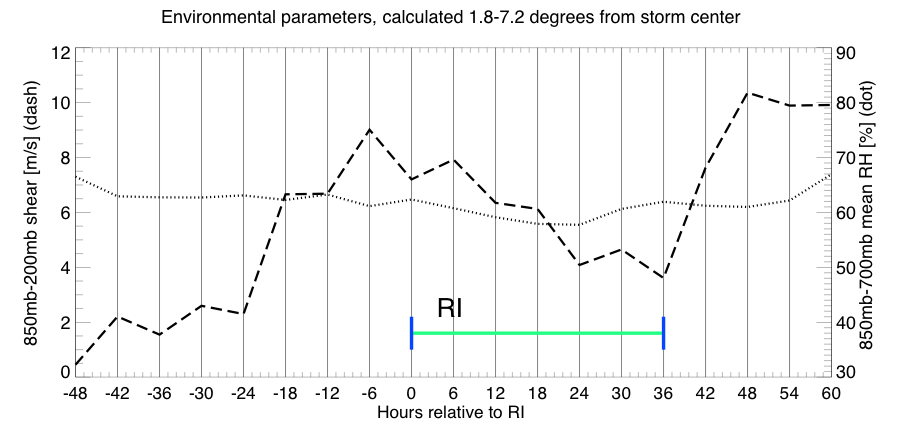 Environmental parameters, calculated 1.8-7.2 degrees from storm center
850mb-200mb shear [m/s] (dash)
12
10
8
6
4
2
0
RI
90
80
70
60
50
40
30
850mb-700mb mean RH [%] (dot)
-48 -42 -36 -30 -24 -18 -12 -6 0 6 12 18 24 30 36 42 48 54 60
Hours relative to RI